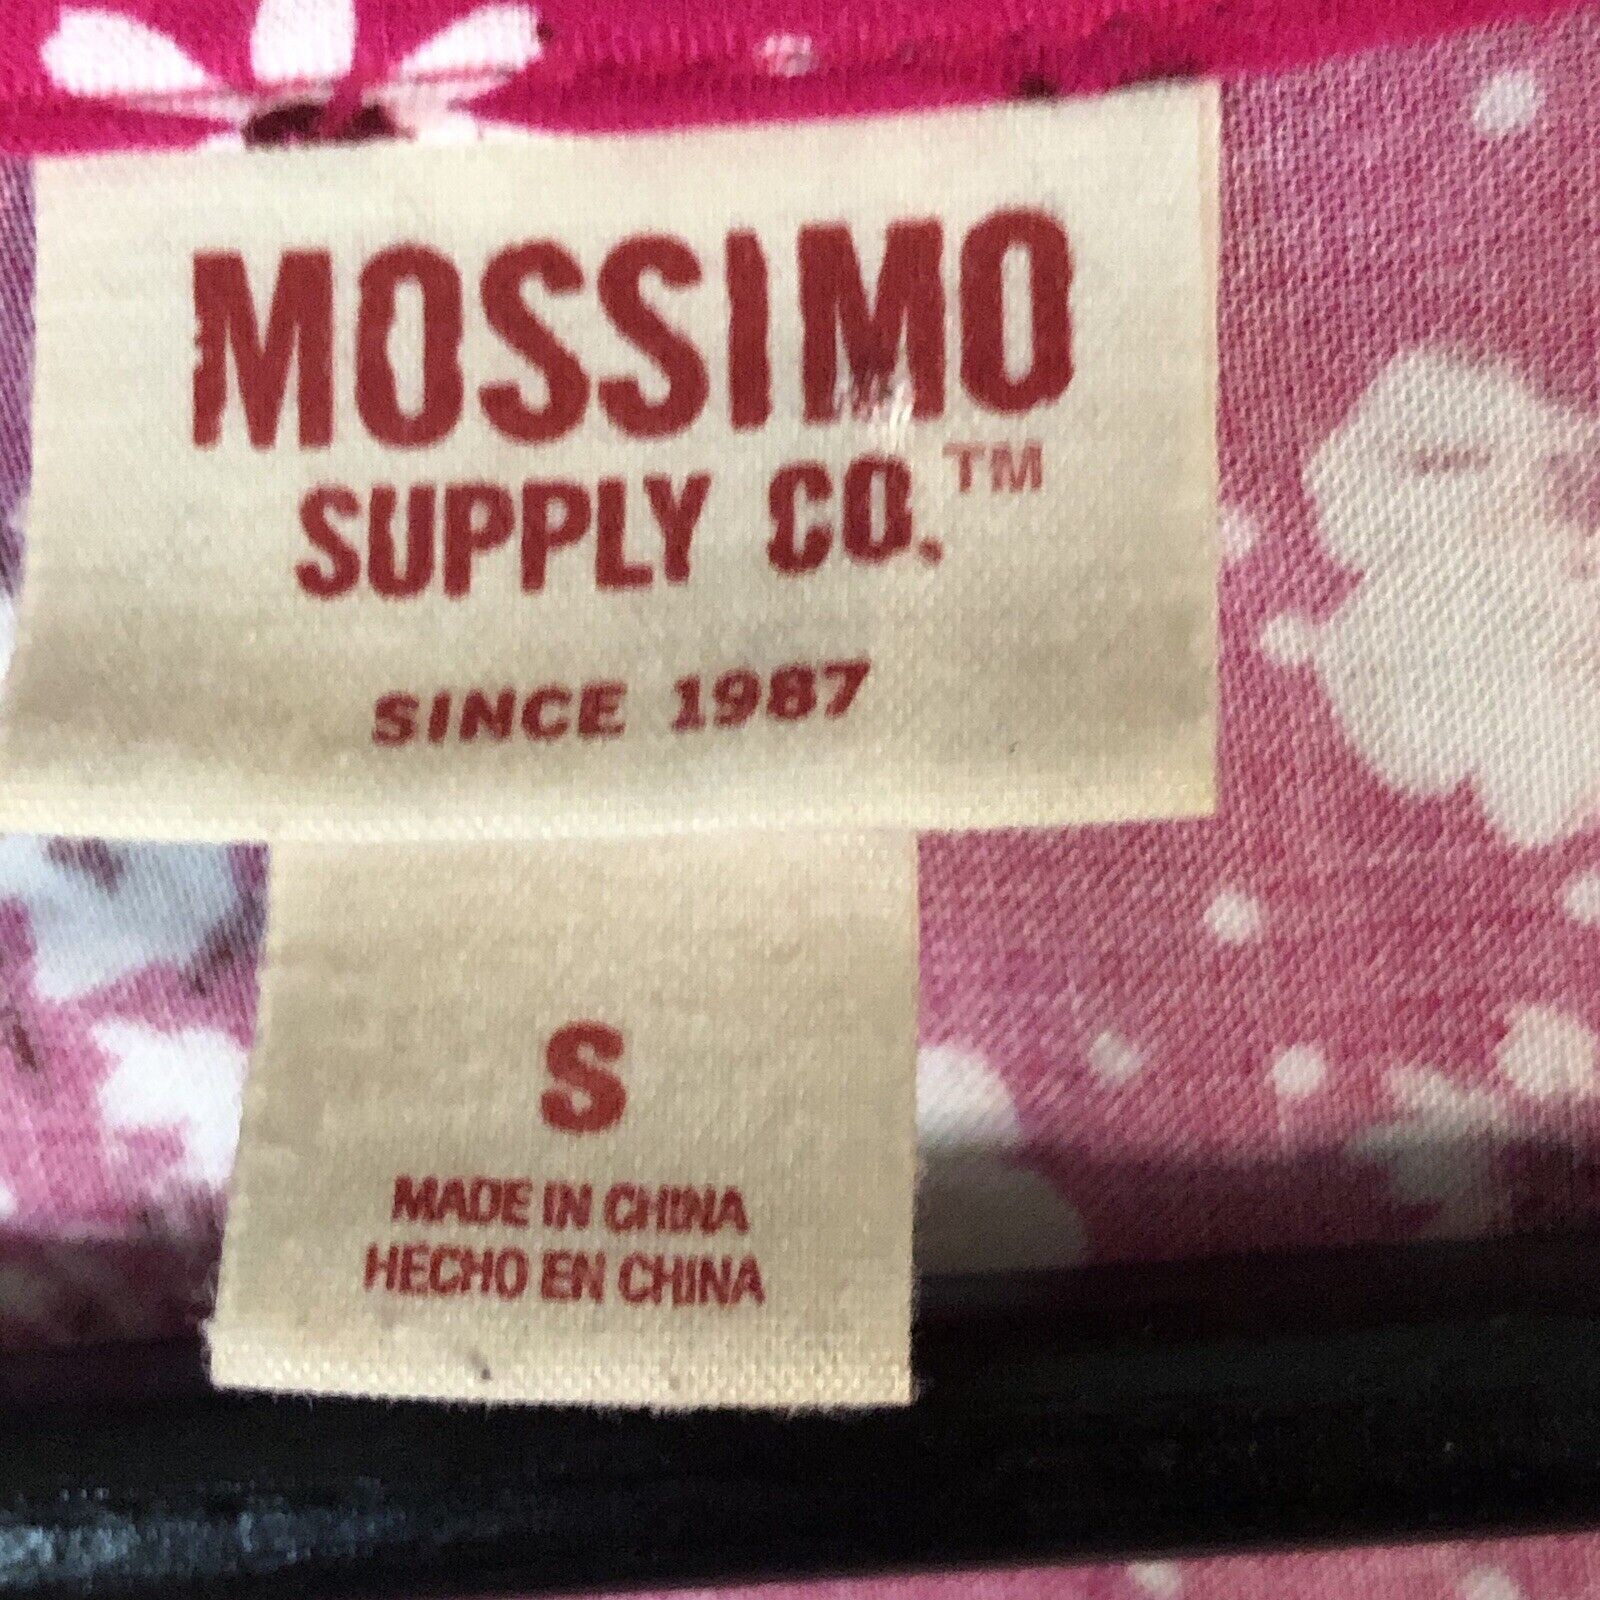 MOSSIMO
SUPPLY CO.™
SINCE 1987
S
MADE IN CHINA
HECHO EN CHINA